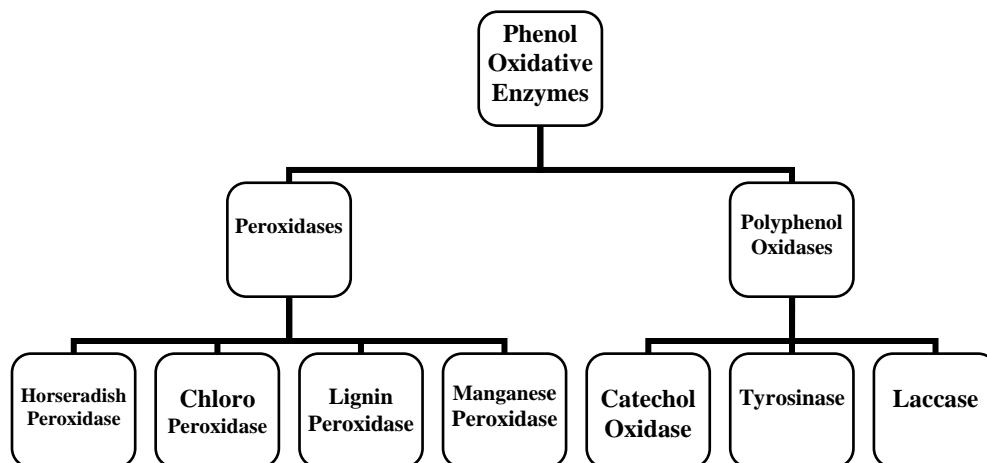 Phenol
Oxidative
Enzymes
Peroxidases
Polyphenol
Oxidases
Horseradish
Peroxidase
Chloro
Peroxidase
Lignin
Peroxidase
Manganese
Peroxidase
Catechol
Oxidase
Tyrosinase
Laccase